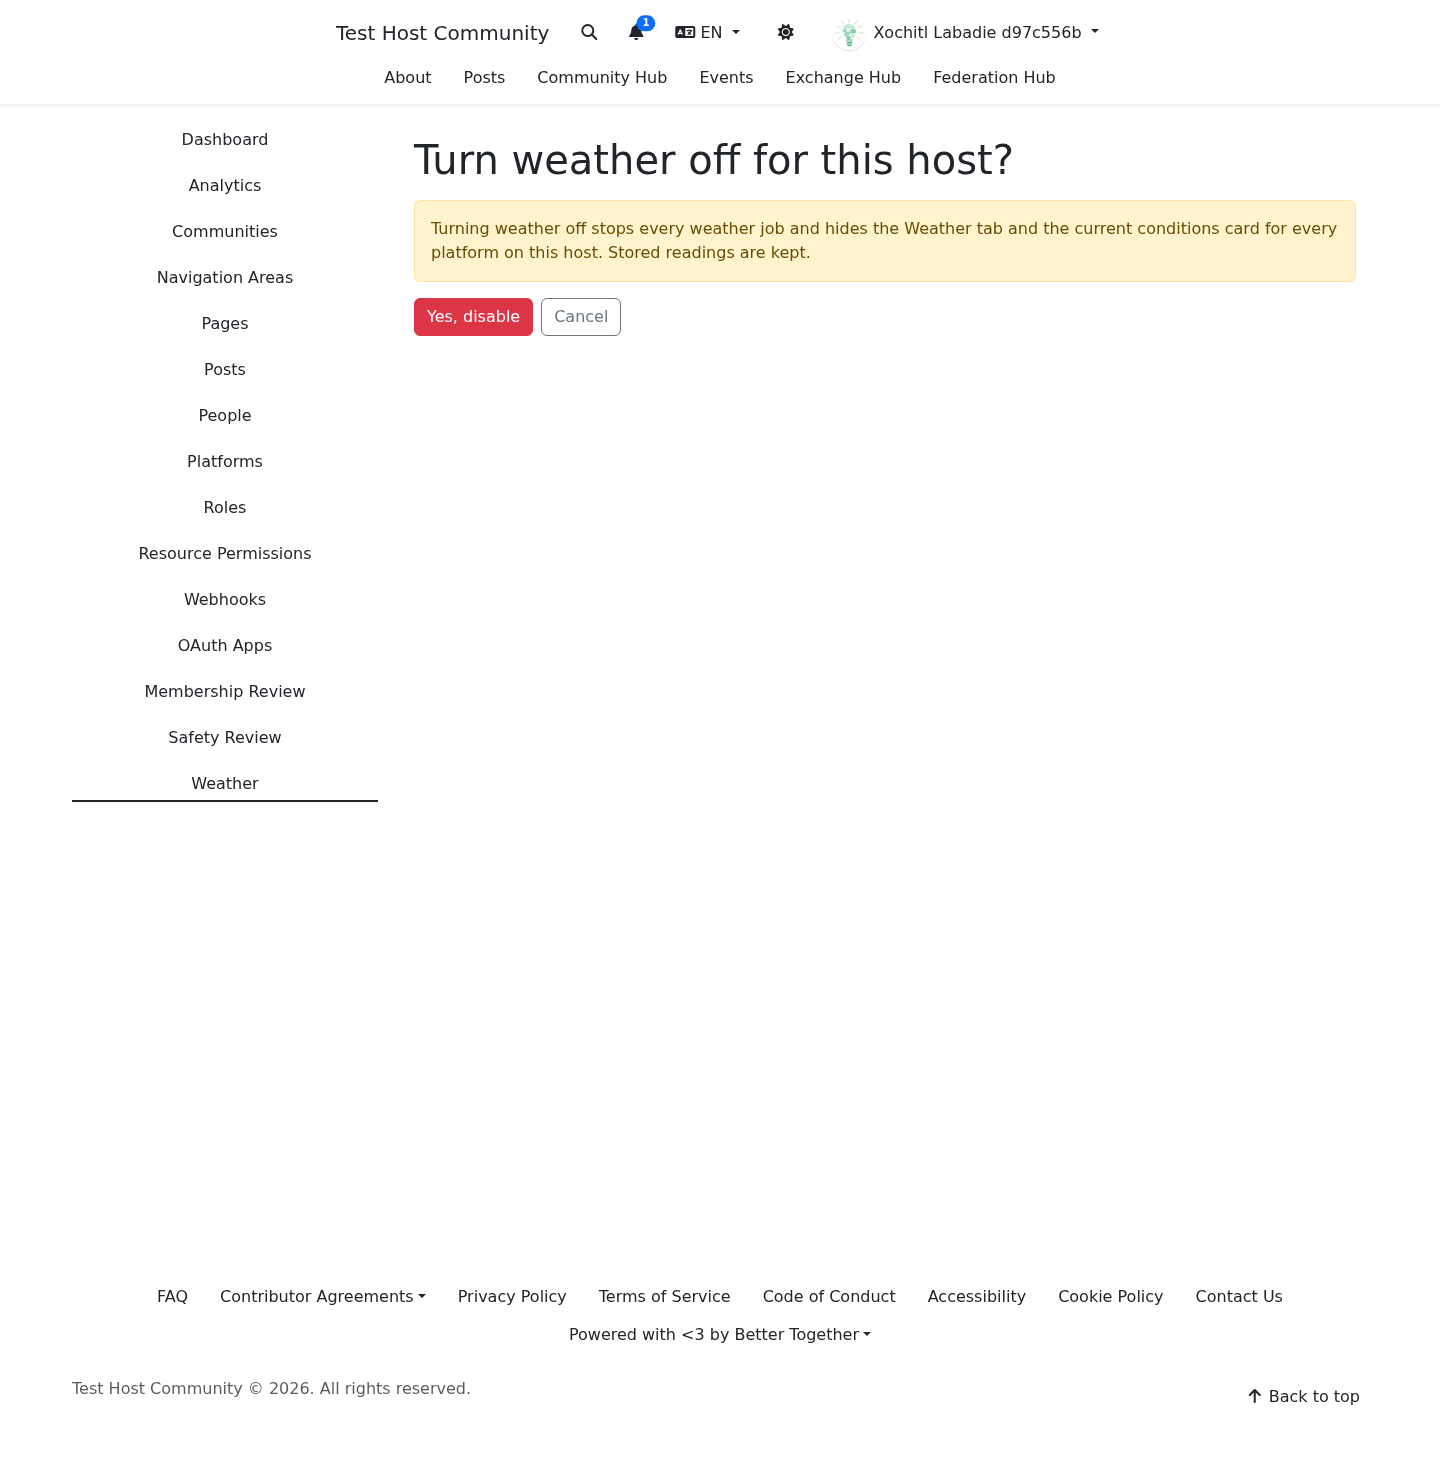 Test Host Community
1
EN
Xochitl Labadie d97c556b
About Posts Community Hub Events Exchange Hub Federation Hub
Dashboard
Analytics
Communities
Navigation Areas
Pages
Posts
People
Platforms
Roles
Resource Permissions
Webhooks
OAuth Apps
Membership Review
Safety Review
Weather
Turn weather off for this host?
Turning weather off stops every weather job and hides the Weather tab and the current conditions card for every
platform on this host. Stored readings are kept.
Yes, disable Cancel
FAQ Contributor Agreements Privacy Policy Terms of Service Code of Conduct Accessibility Cookie Policy Contact Us
Powered with <3 by Better Together
Test Host Community © 2026. All rights reserved.
Back to top